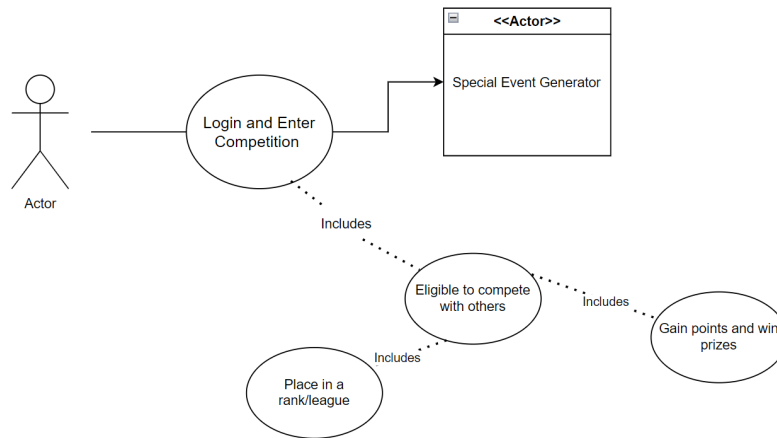 <<Actor>>
Special Event Generator
Login and Enter
Competition
Actor
Includes
Eligible to compete
with others
Includes
Gain points and win
prizes
Includes
Place in a
rank/league